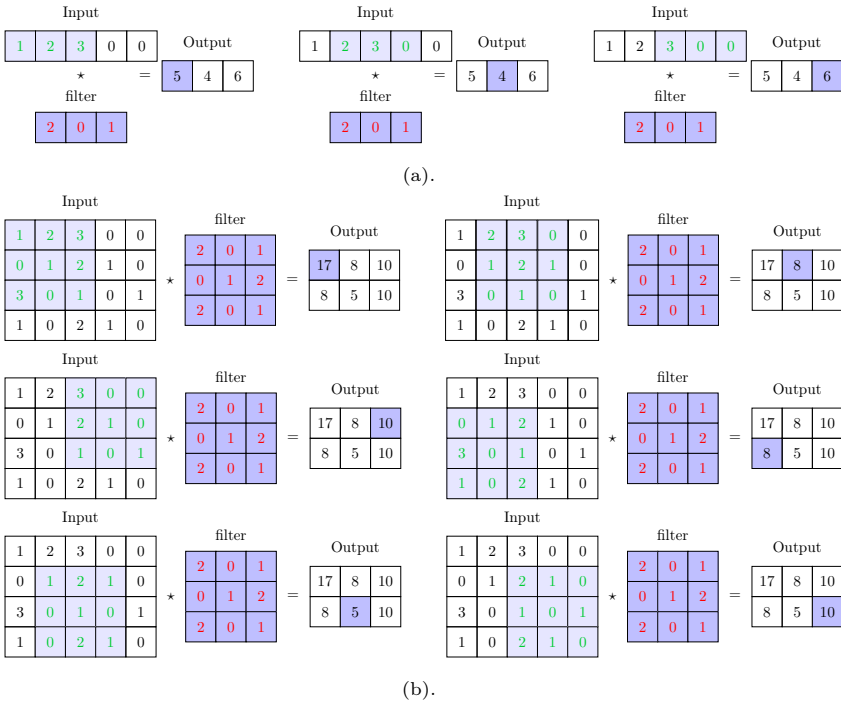 Input Input Input
1 2 3 0 0 Output 1 2 3 0 0 Output 1 2 3 0 0 Output
⋆ = 5 4 6 ⋆ = 5 4 6 ⋆ = 5 4 6
filter filter filter
2 0 1 2 0 1 2 0 1
(a).
Input Input
filter filter
1 2 3 0 0 1 2 3 0 0
Output Output
2 0 1 2 0 1
0 1 2 1 0 17 8 10 0 1 2 1 0 17 8 10
⋆ 0 1 2 = ⋆ 0 1 2 =
3 0 1 0 1 8 5 10 3 0 1 0 1 8 5 10
2 0 1 2 0 1
1 0 2 1 0 1 0 2 1 0
Input Input
filter filter
1 2 3 0 0 1 2 3 0 0
Output Output
2 0 1 2 0 1
0 1 2 1 0 17 8 10 0 1 2 1 0 17 8 10
⋆ 0 1 2 = ⋆ 0 1 2 =
3 0 1 0 1 8 5 10 3 0 1 0 1 8 5 10
2 0 1 2 0 1
1 0 2 1 0 1 0 2 1 0
Input Input
filter filter
1 2 3 0 0 1 2 3 0 0
Output Output
2 0 1 2 0 1
0 1 2 1 0 17 8 10 0 1 2 1 0 17 8 10
⋆ 0 1 2 = ⋆ 0 1 2 =
3 0 1 0 1 8 5 10 3 0 1 0 1 8 5 10
2 0 1 2 0 1
1 0 2 1 0 1 0 2 1 0
(b).